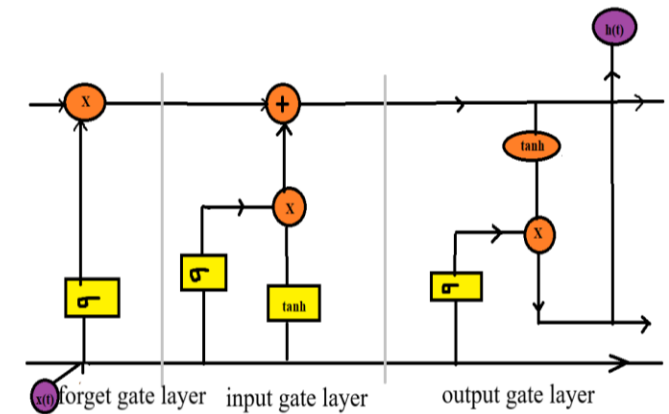 h(t)
X
+
tanh
X
X
σ
σ
σ
tanh
x(t)
forget gate layer
input gate layer
output gate layer